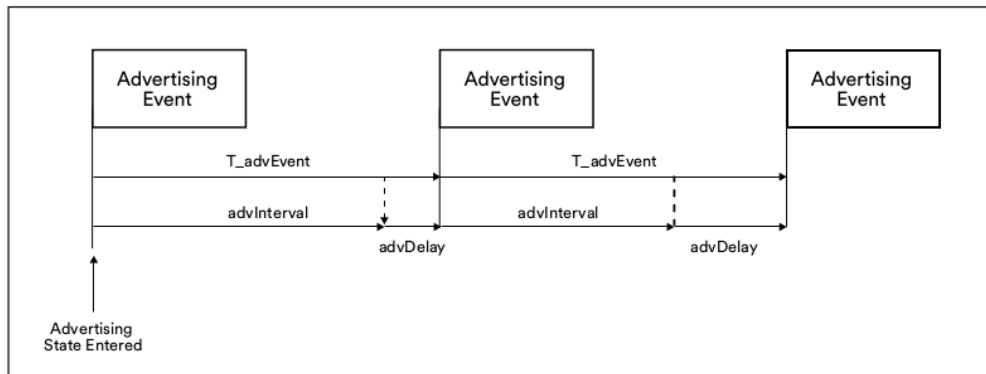 Advertising
Event
Advertising
Event
Advertising
Event
T_advEvent
T_advEvent
advInterval
advInterval
advDelay
advDelay
Advertising
State Entered